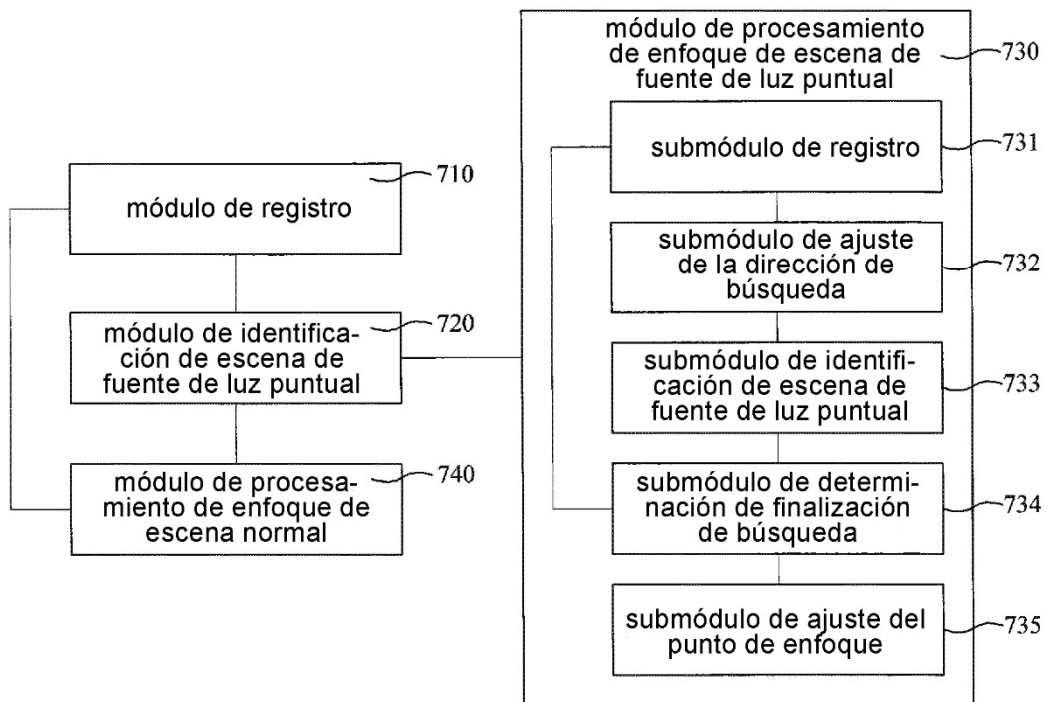 módulo de registro
710
módulo de identifica-
ción de escena de
fuente de luz puntual
720
módulo de procesa-
miento de enfoque de
escena normal
740
módulo de procesamiento
de enfoque de escena de
fuente de luz puntual
730
submódulo de registro
731
submódulo de ajuste
de la dirección de
búsqueda
732
submódulo de identifi-
cación de escena de
fuente de luz puntual
733
submódulo de determi-
nación de finalización
de búsqueda
734
submódulo de ajuste del
punto de enfoque
735